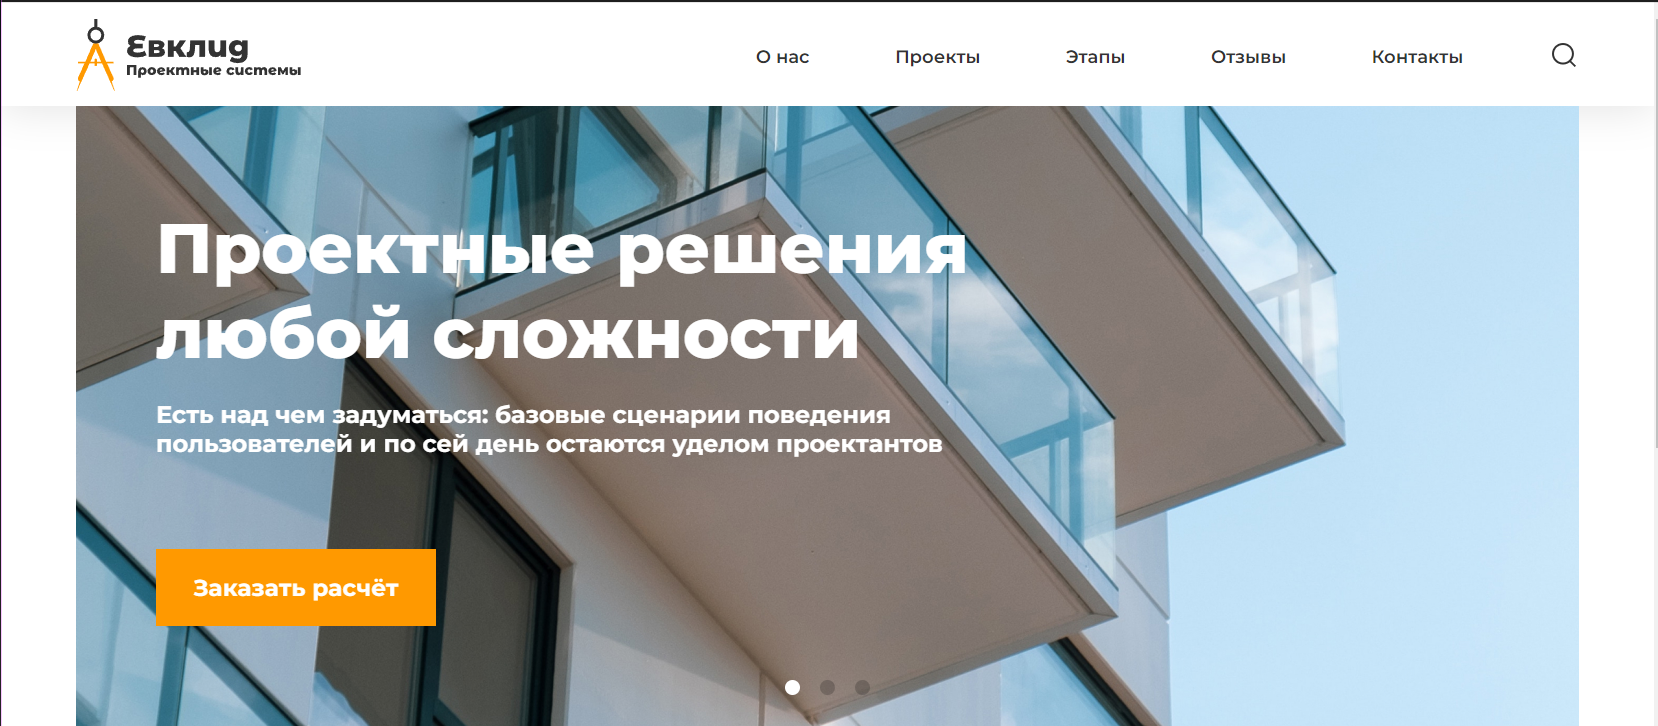 Евклид
Проектные системы
О нас
Проекты
Этапы
Отзывы
Контакты
Проектные решения
любой сложности
Есть над чем задуматься: базовые сценарии поведения
пользователей и по сей день остаются уделом проектантов
Заказать расчёт